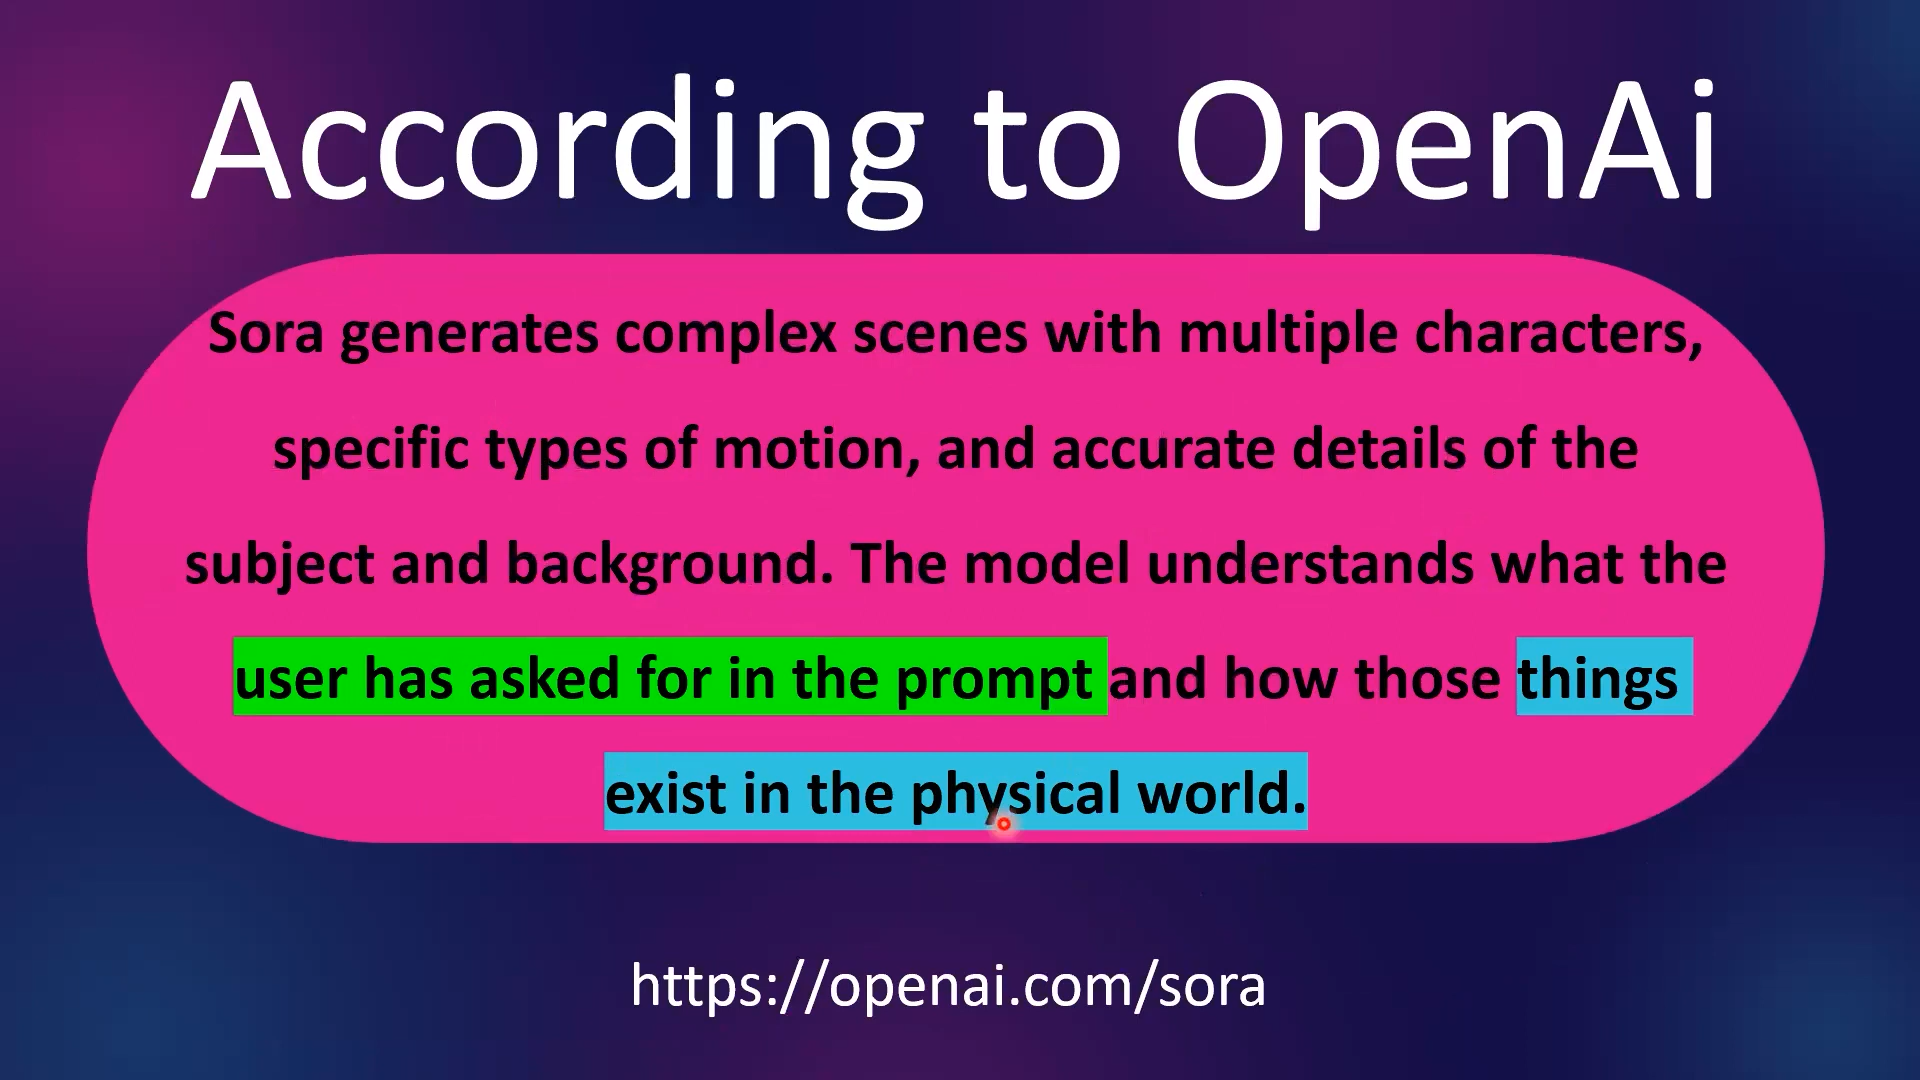 According to OpenAi
Sora generates complex scenes with multiple characters,
specific types of motion, and accurate details of the
subject and background. The model understands what the
user has asked for in the prompt and how those things
exist in the physical world.
https://openai.com/sora